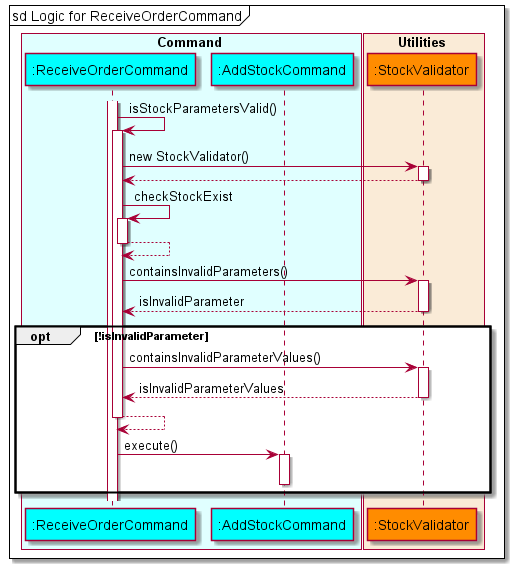 sd Logic for ReceiveOrderCommand
Command
Utilities
:ReceiveOrderCommand
:AddStockCommand
:StockValidator
isStockParametersValid()
new StockValidator()
checkStockExist
containsInvalidParameters()
isInvalidParameter
opt
[!isInvalidParameter]
containsInvalidParameterValues()
isInvalidParameterValues
execute()
:ReceiveOrderCommand
:AddStockCommand
:StockValidator